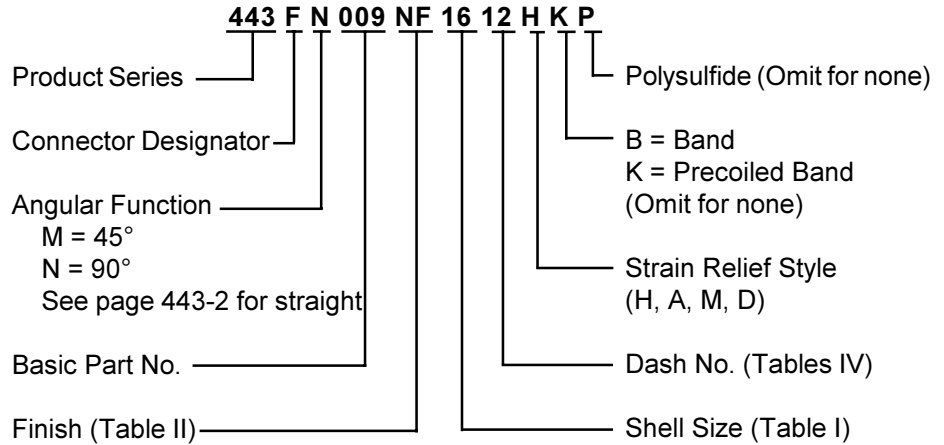 443 F N 009 NF 16 12 H K P
Product Series
Connector Designator
Angular Function
M = 45°
N = 90°
See page 443-2 for straight
Basic Part No.
Finish (Table II)
Polysulfide (Omit for none)
B = Band
K = Precoiled Band
(Omit for none)
Strain Relief Style
(H, A, M, D)
Dash No. (Tables IV)
Shell Size (Table I)